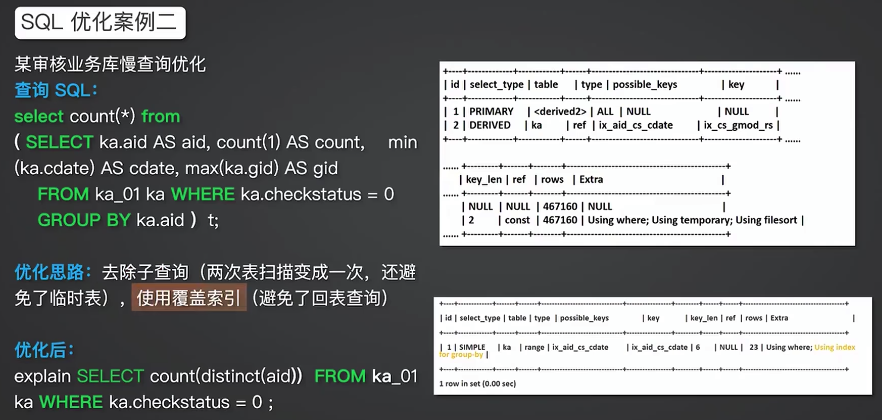 SQL 优化案例二
某审核业务库慢查询优化
查询 SQL：
select count(*) from
( SELECT ka.aid AS aid, count(1) AS count, min
(ka.cdate) AS cdate, max(ka.gid) AS gid
FROM ka_01 ka WHERE ka.checkstatus = 0
GROUP BY ka.aid ）t;
优化思路：去除子查询（两次表扫描变成一次，还避
免了临时表），使用覆盖索引（避免了回表查询）
优化后：
explain SELECT count(distinct(aid)) FROM ka_01
ka WHERE ka.checkstatus = 0 ;
+----+-------------+------------+------+------------------+----------------+ ......
| id | select_type | table | type | possible_keys | key |
+----+-------------+------------+------+------------------+----------------+ ......
| 1 | PRIMARY | <derived2> | ALL | NULL | NULL |
| 2 | DERIVED | ka | ref | ix_aid_cs_cdate | ix_cs_gmod_rs |
+----+-------------+------------+------+------------------+----------------+ ......
...... +---------+-------+--------+----------------------------------------------+
| key_len | ref | rows | Extra |
...... +---------+-------+--------+----------------------------------------------+
| NULL | NULL | 467160 | NULL |
| 2 | const | 467160 | Using where; Using temporary; Using filesort |
...... +---------+-------+--------+----------------------------------------------+
+----+-------------+-------+-------+------------------+-----------------+---------+------+------+--------------------+
| id | select_type | table | type | possible_keys | key | key_len | ref | rows | Extra |
+----+-------------+-------+-------+------------------+-----------------+---------+------+------+--------------------+
| 1 | SIMPLE | ka | range | ix_aid_cs_cdate | ix_aid_cs_cdate | 6 | NULL | 23 | Using where; Using index
for group-by |
+----+-------------+-------+-------+------------------+-----------------+---------+------+------+--------------------+
1 row in set (0.00 sec)